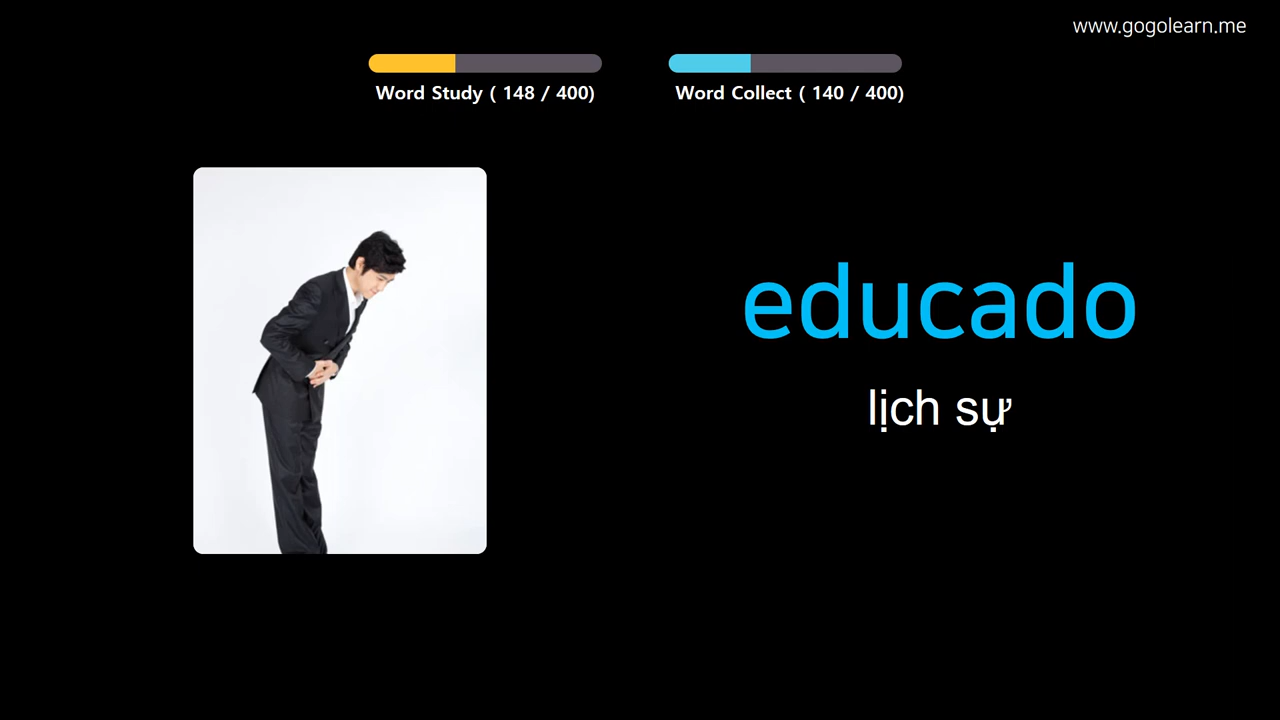 www.gogolearn.me
Word Study ( 148 / 400)
Word Collect ( 140 / 400)
educado
lịch sự